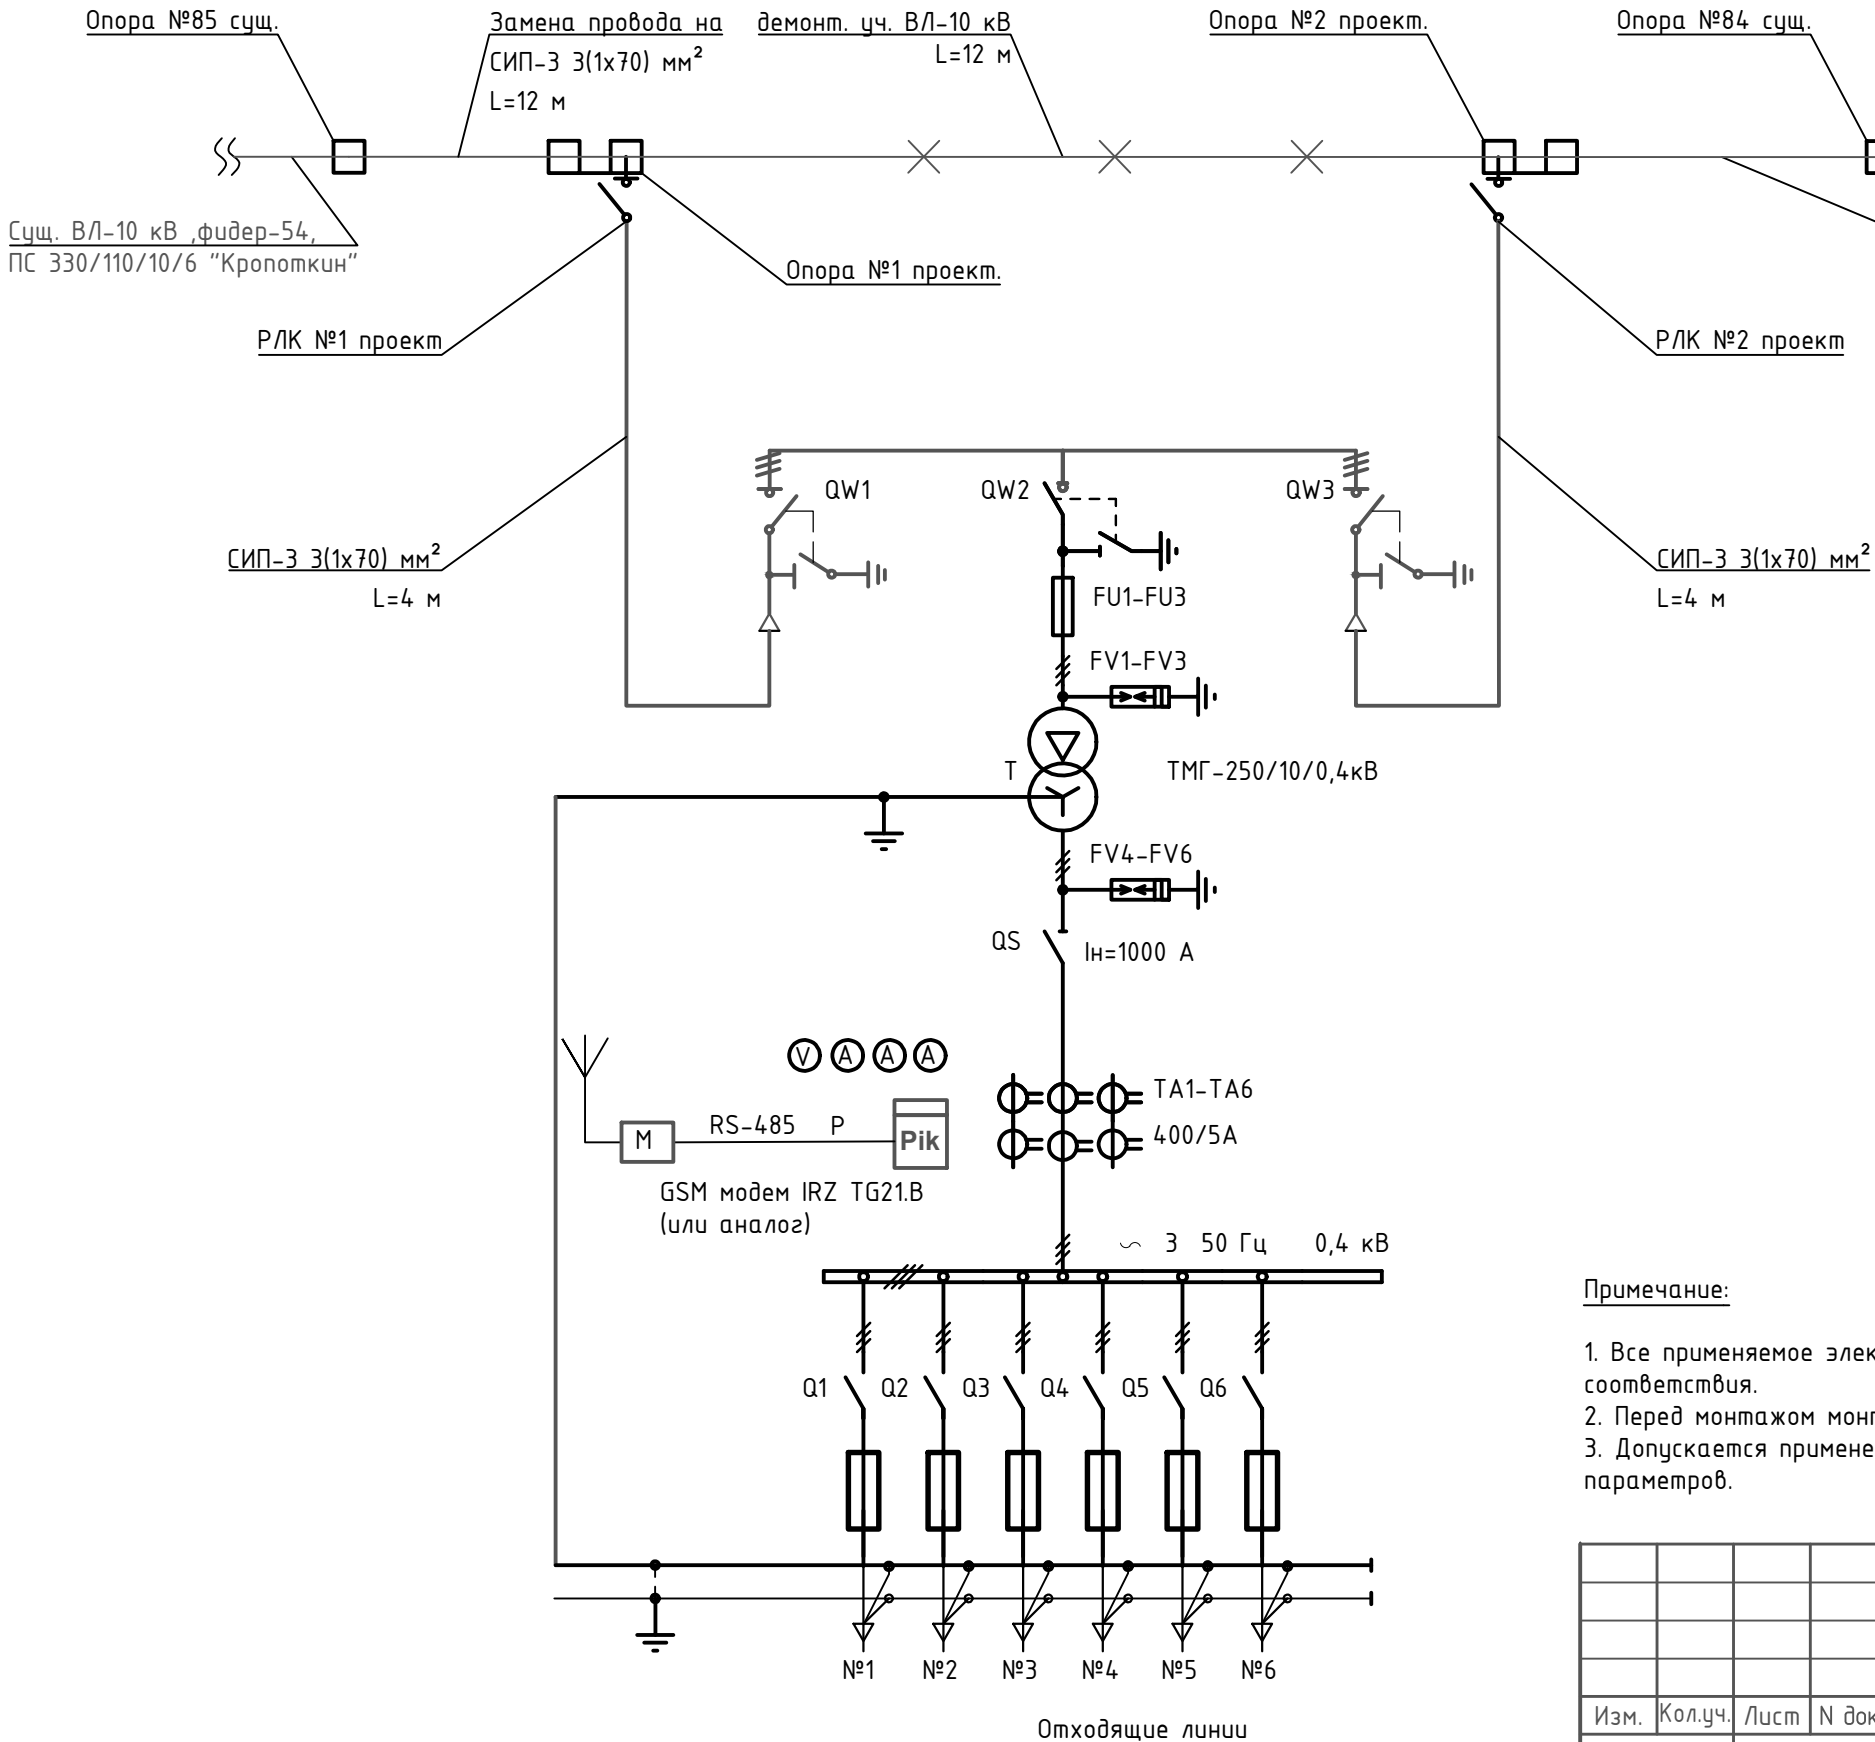 Опора №85 сущ.
Замена провода на
СИП-3 3(1х70) мм²
L=12 м
демонт. уч. ВЛ-10 кВ
L=12 м
Опора №2 проект.
Опора №84 сущ.
Сущ. ВЛ-10 кВ ,фидер-54,
ПС 330/110/10/6 "Кропоткин"
Опора №1 проект.
РЛК №1 проект
РЛК №2 проект
QW1
QW2
QW3
СИП-3 3(1х70) мм²
L=4 м
СИП-3 3(1х70) мм²
L=4 м
FU1-FU3
FV1-FV3
Т
ТМГ-250/10/0,4кВ
FV4-FV6
QS
Iн=1000 А
V A A A
TA1-TA6
400/5А
М
RS-485 P
Pik
GSM модем IRZ TG21.B
(или аналог)
~ 3 50 Гц 0,4 кВ
Q1 Q2 Q3 Q4 Q5 Q6
№1 №2 №3 №4 №5 №6
Отходящие линии
Примечание:
1. Все применяемое
соответствия.
2. Перед монтажом
3. Допускается
параметров.
Изм. Кол.уч. Лист N